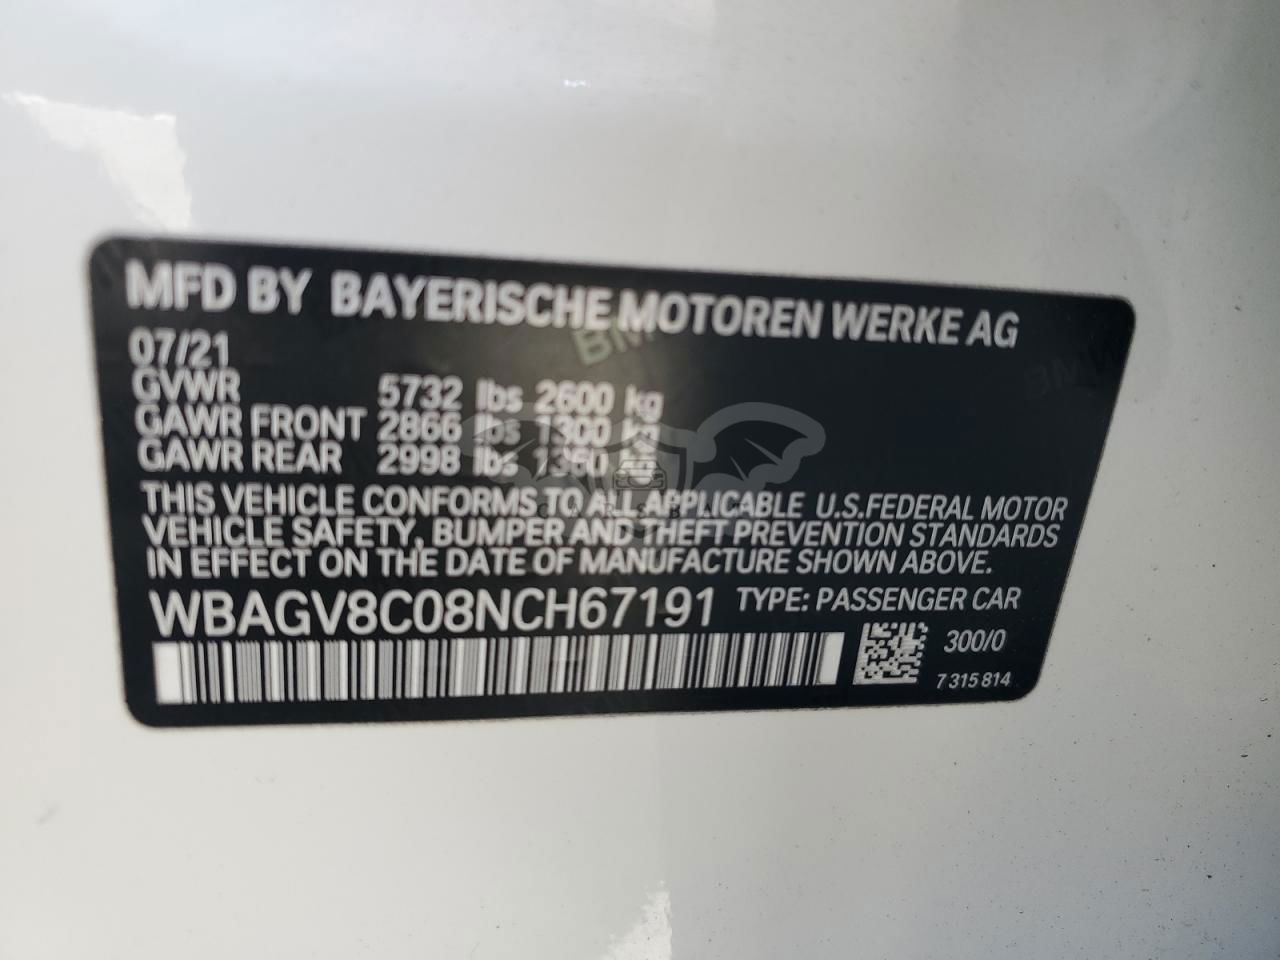 MFD BY BAYERISCHE MOTOREN WERKE AG
07/21
GVWR 5732 lbs 2600 kg
GAWR FRONT 2866 lbs 1300 kg
GAWR REAR 2998 lbs 1360 kg
THIS VEHICLE CONFORMS TO ALL APPLICABLE U.S.FEDERAL MOTOR
VEHICLE SAFETY, BUMPER AND THEFT PREVENTION STANDARDS
IN EFFECT ON THE DATE OF MANUFACTURE SHOWN ABOVE.
WBAGV8C08NCH67191 TYPE: PASSENGER CAR
300/0
7 315 814